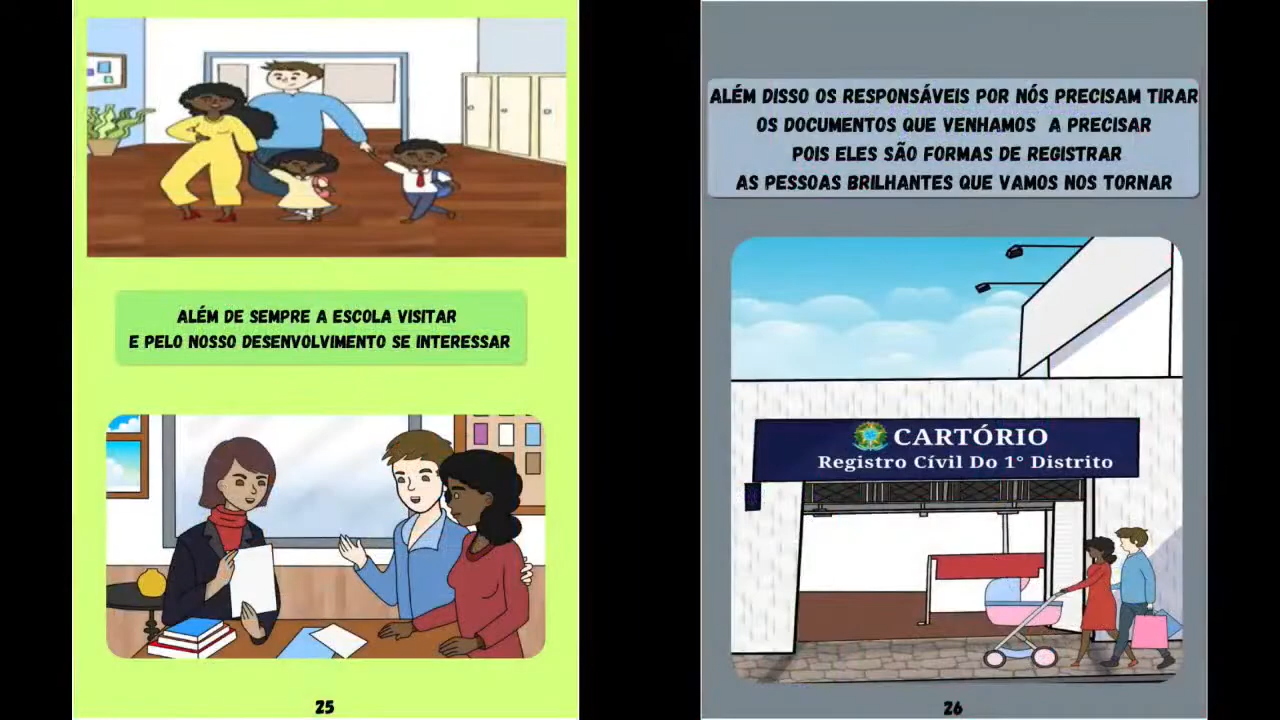 ALÉM DE SEMPRE A ESCOLA VISITAR
E PELO NOSSO DESENVOLVIMENTO SE INTERESSAR
25
ALÉM DISSO OS RESPONSÁVEIS POR NÓS PRECISAM TIRAR
OS DOCUMENTOS QUE VENHAMOS A PRECISAR
POIS ELES SÃO FORMAS DE REGISTRAR
AS PESSOAS BRILHANTES QUE VAMOS NOS TORNAR
CARTÓRIO
Registro Cívil Do 1° Distrito
26